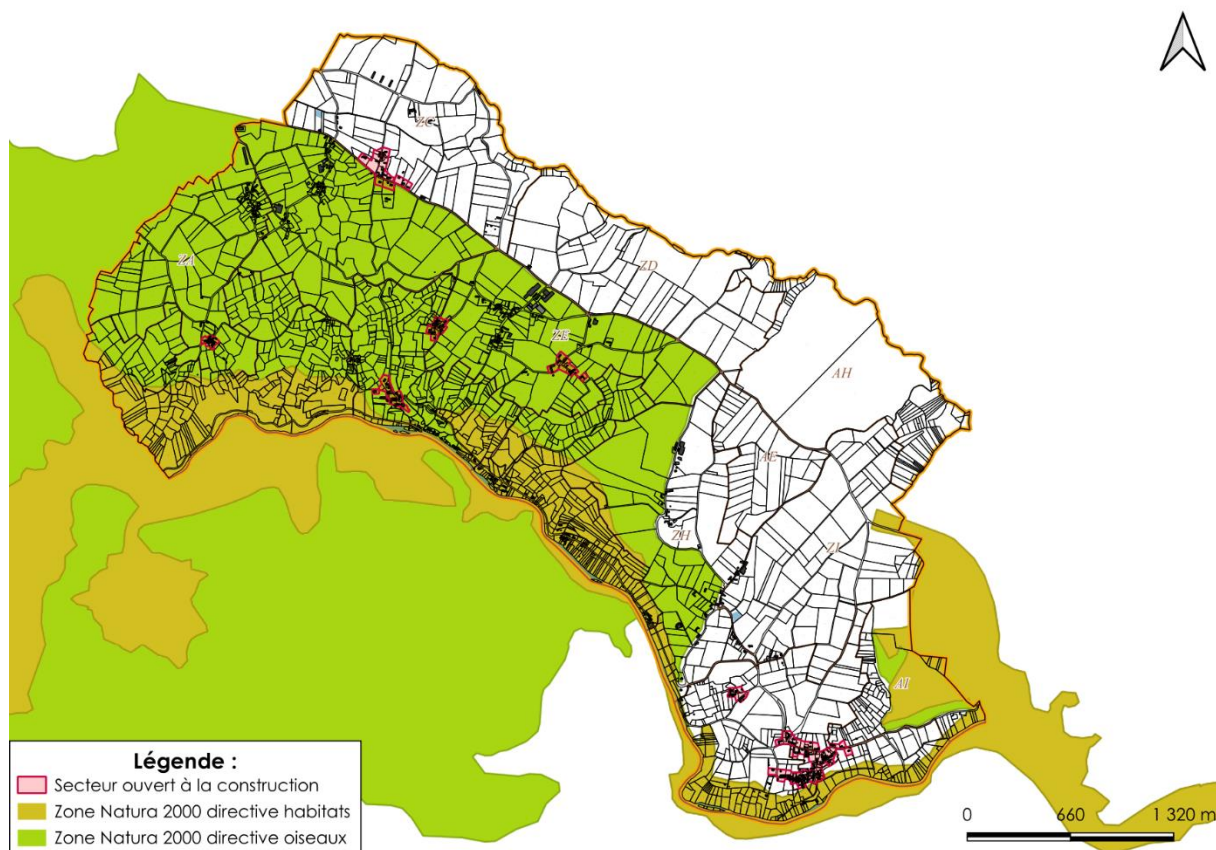 ZC
ZD
ZA
ZE
AH
AE
ZH
ZI
AI
Légende :
Secteur ouvert à la construction
Zone Natura 2000 directive habitats
Zone Natura 2000 directive oiseaux
0 660 1 320 m